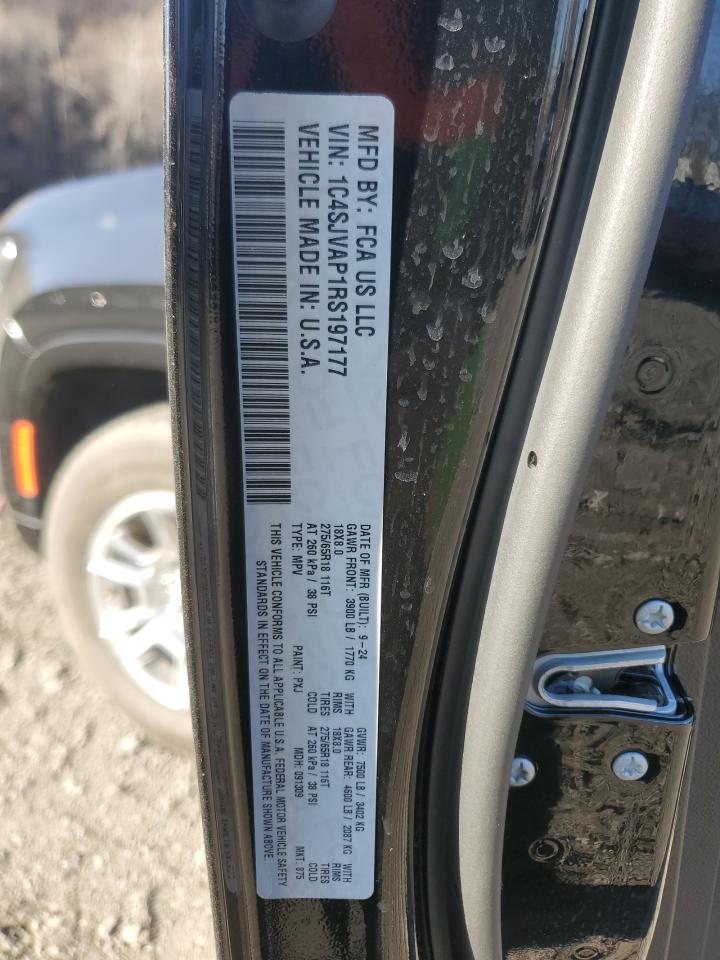 MFD BY: FCA US LLC
VIN: 1C4SJVAP1RS197177
VEHICLE MADE IN: U.S.A.
DATE OF MFR (BUILT): 9-24 GVWR: 7500 LB / 3402 KG
GAWR FRONT: 3900 LB / 1770 KG WITH GAWR REAR: 4600 LB / 2087 KG WITH
18X8.0 RIMS 18X8.0 RIMS
275/65R18 116T TIRES 275/65R18 116T TIRES
AT 260 kPa / 38 PSI COLD AT 260 kPa / 38 PSI COLD
TYPE: MPV PAINT: PXJ MDH: 091309 MKT: 875
THIS VEHICLE CONFORMS TO ALL APPLICABLE U.S.A. FEDERAL MOTOR VEHICLE SAFETY
STANDARDS IN EFFECT ON THE DATE OF MANUFACTURE SHOWN ABOVE.